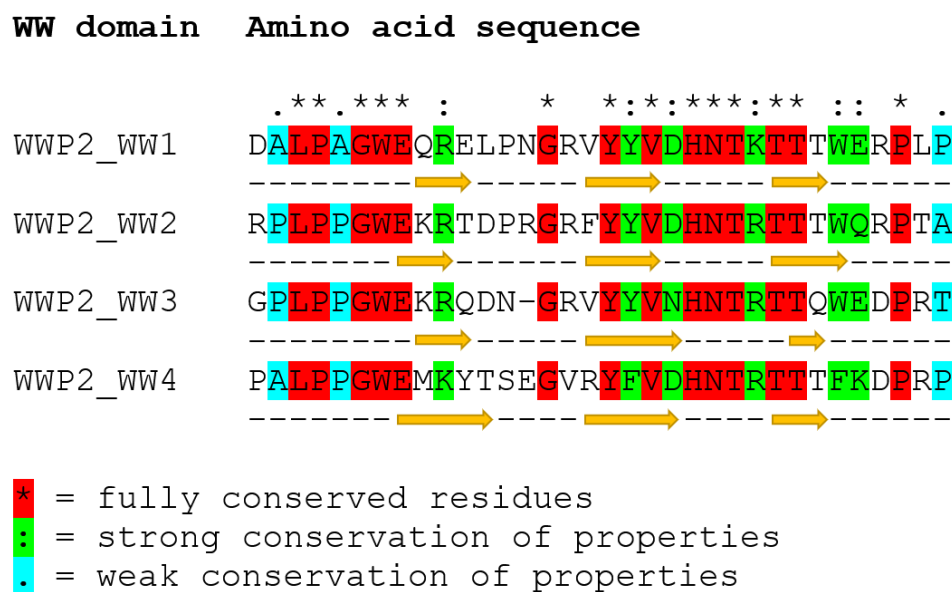 WW domain Amino acid sequence
.**.*** :    *  *:*:***:** :: * .
WWP2_WW1 DALPAGWEQRELPNGRVYYVDHNTKTTTWERPLP
--------⇨-----⇨-----⇨------
WWP2_WW2 RPLPPGWEKRTDPRGRFYYVDHNTRTTTWQRPTA
-------⇨------⇨-----⇨-----
WWP2_WW3 GPLPPGWEKRQDN-GRVYYVNHNTRTTQWEDPRT
--------⇨-----⇨-----⇨------
WWP2_WW4 PALPPGWEMKYTSEGVRYFVDHNTRTTTFKDPRP
-------⇨----⇨----⇨------
* = fully conserved residues
: = strong conservation of properties
. = weak conservation of properties